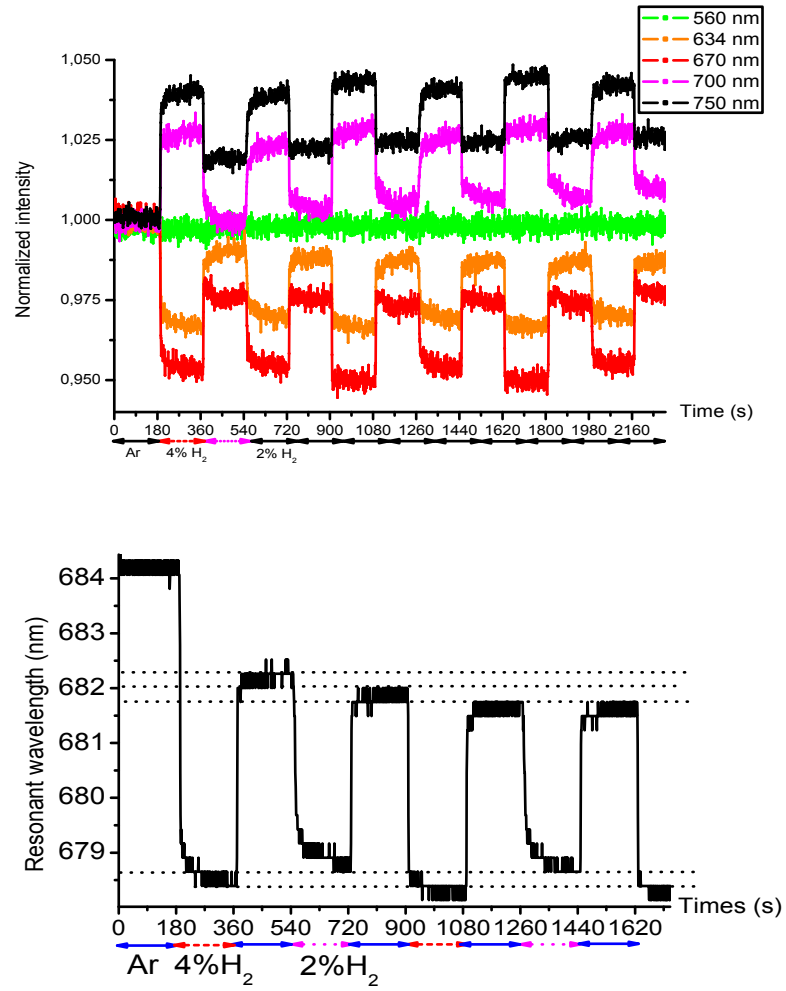 560 nm
634 nm
670 nm
700 nm
750 nm
Normalized intensity
1,050
1,025
1,000
0,975
0,950
0 180 360 540 720 900 1080 1260 1440 1620 1800 1980 2160
Time (s)
Ar 4% H₂ 2% H₂
Resonant wavelength (nm)
684
683
682
681
680
679
0 180 360 540 720 900 1080 1260 1440 1620
Times (s)
Ar 4%H₂ 2%H₂